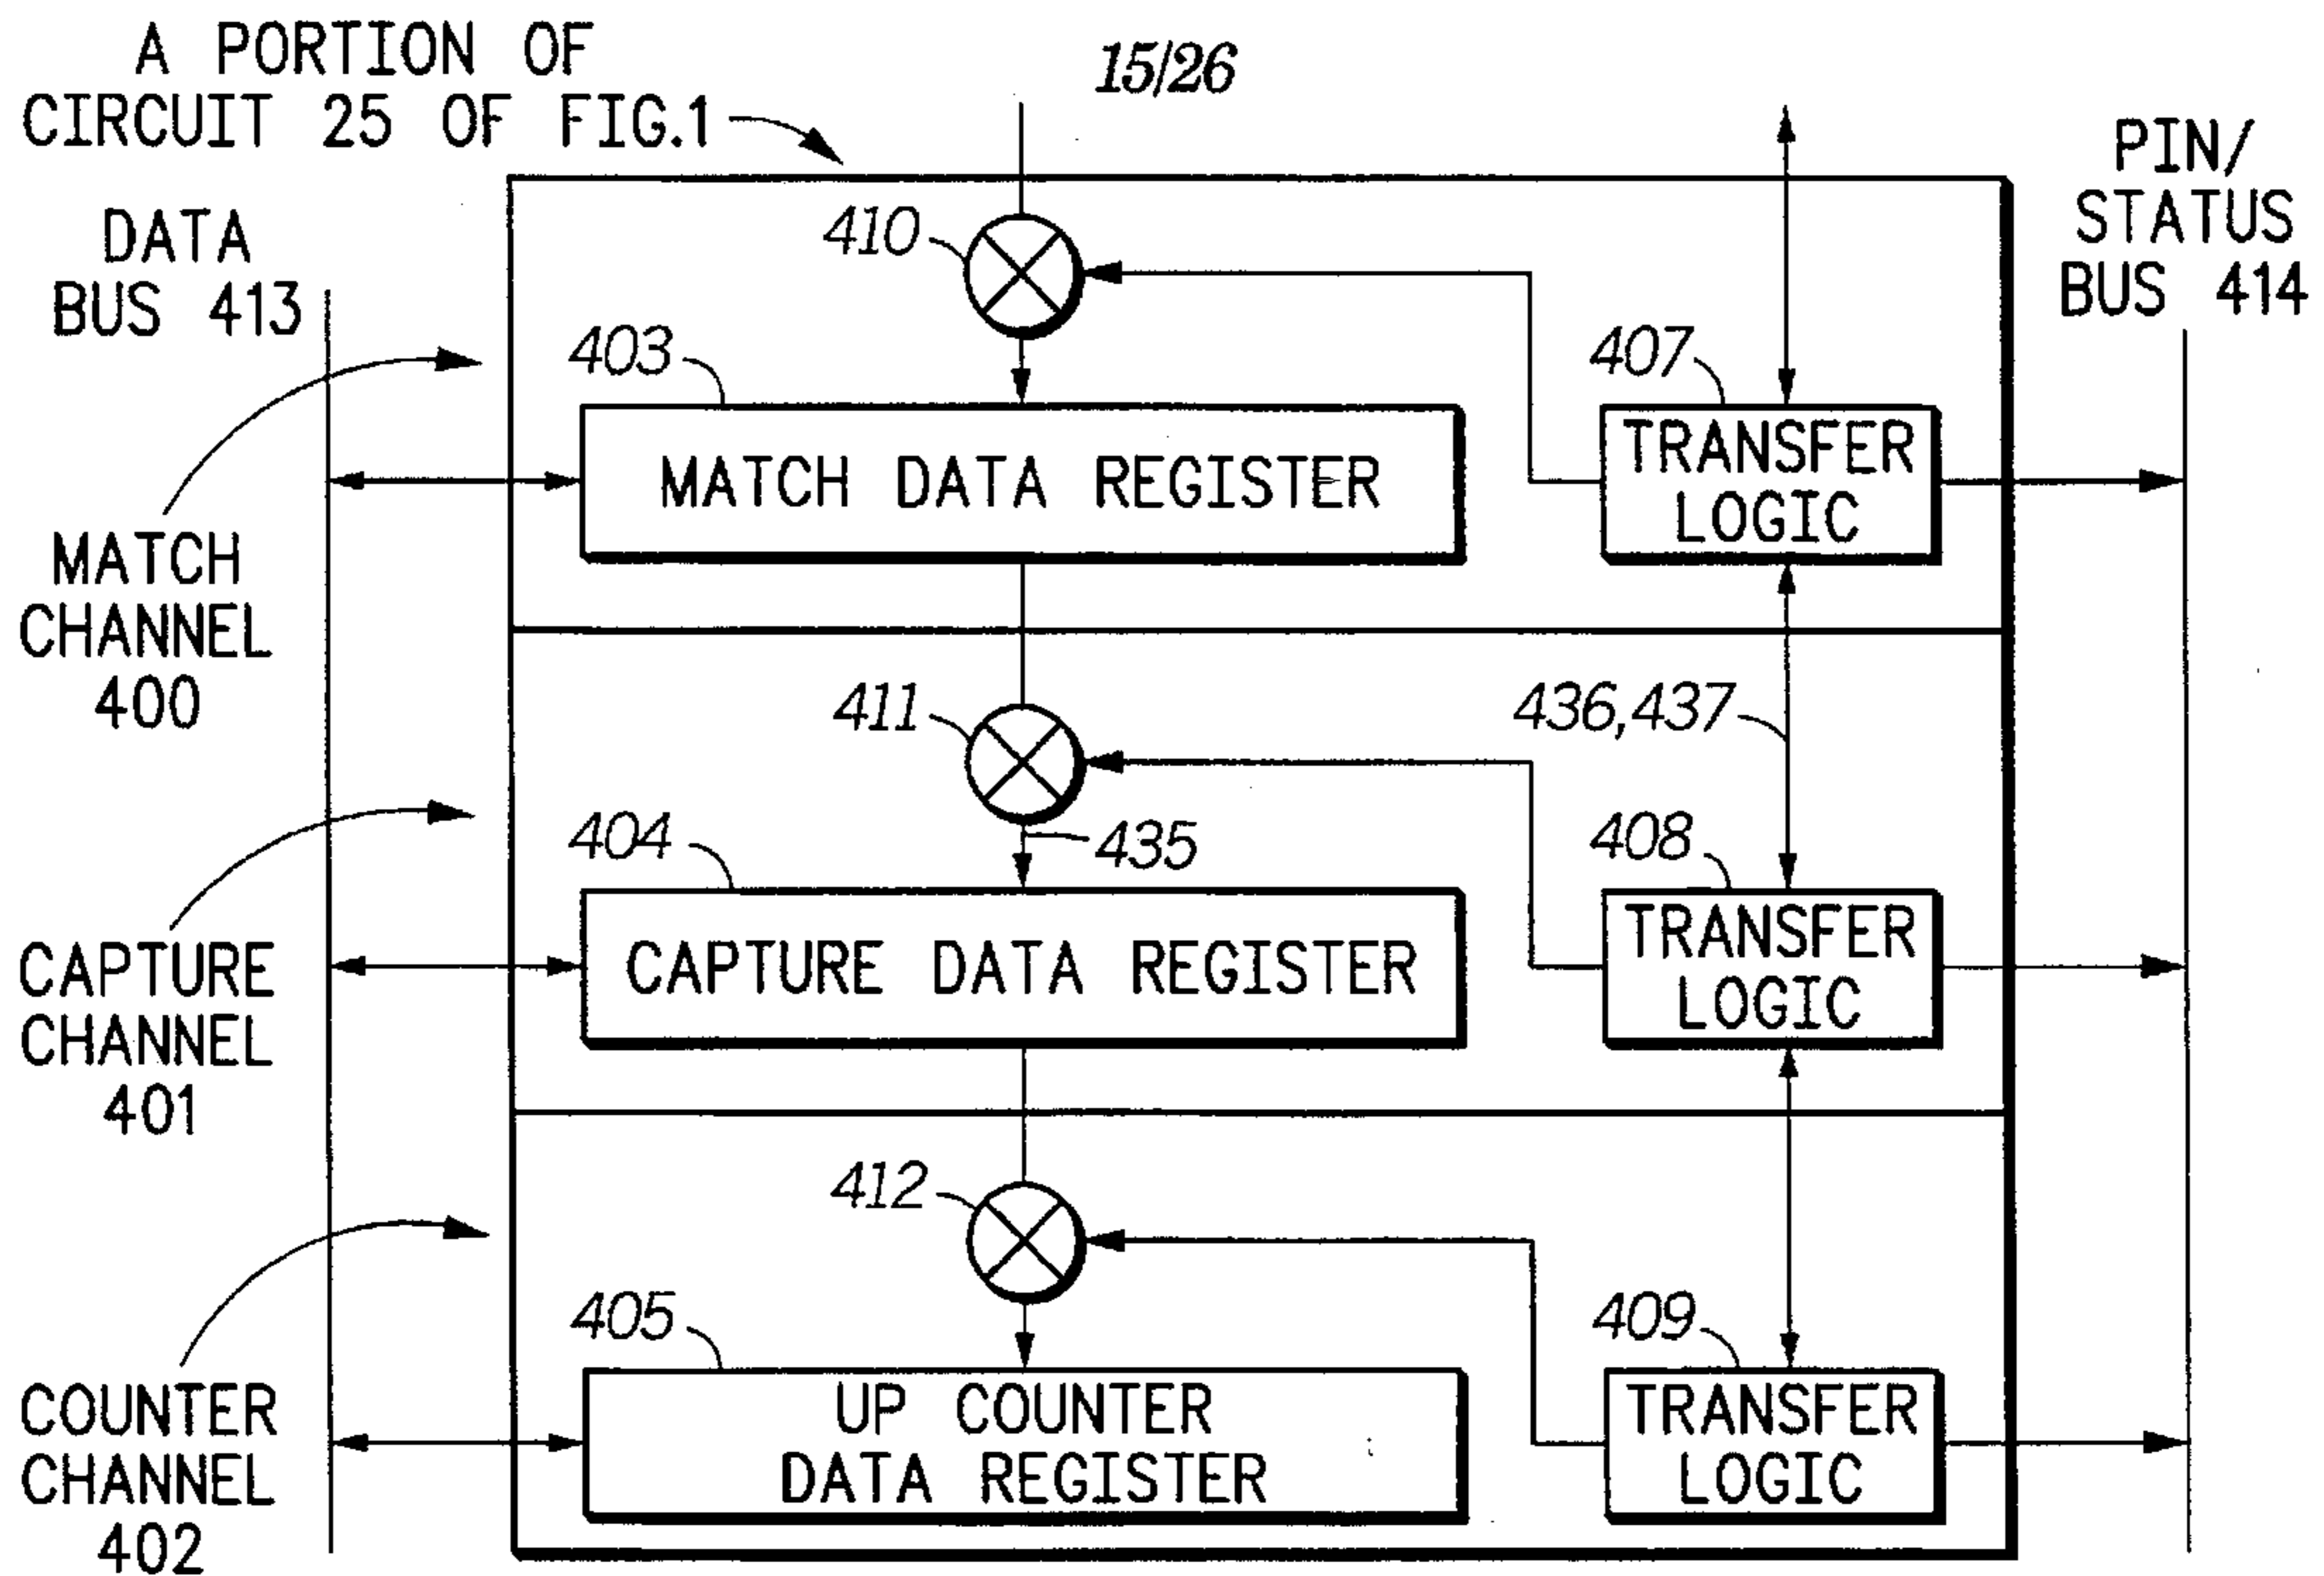 A PORTION OF
CIRCUIT 25 OF FIG.1
15/26
PIN/
STATUS
BUS 414
DATA
BUS 413
410
403
407
MATCH DATA REGISTER
TRANSFER
LOGIC
MATCH
CHANNEL
400
411
436,437
404
435
408
CAPTURE DATA REGISTER
TRANSFER
LOGIC
CAPTURE
CHANNEL
401
412
405
409
UP COUNTER
DATA REGISTER
TRANSFER
LOGIC
COUNTER
CHANNEL
402